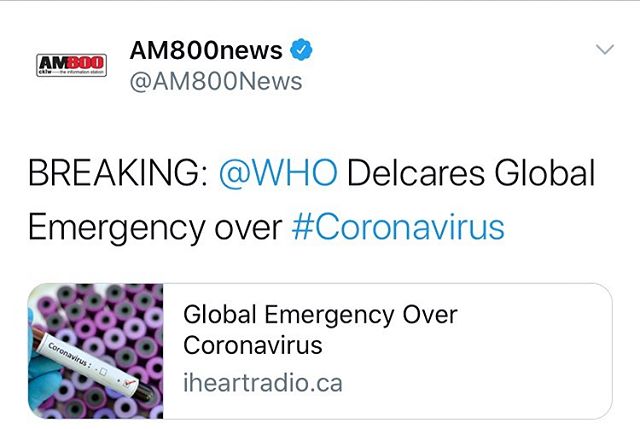 AM800
cklw the information station
AM800news
@AM800News
BREAKING: @WHO Delcares Global
Emergency over #Coronavirus
Coronavirus:
Global Emergency Over
Coronavirus
iheartradio.ca